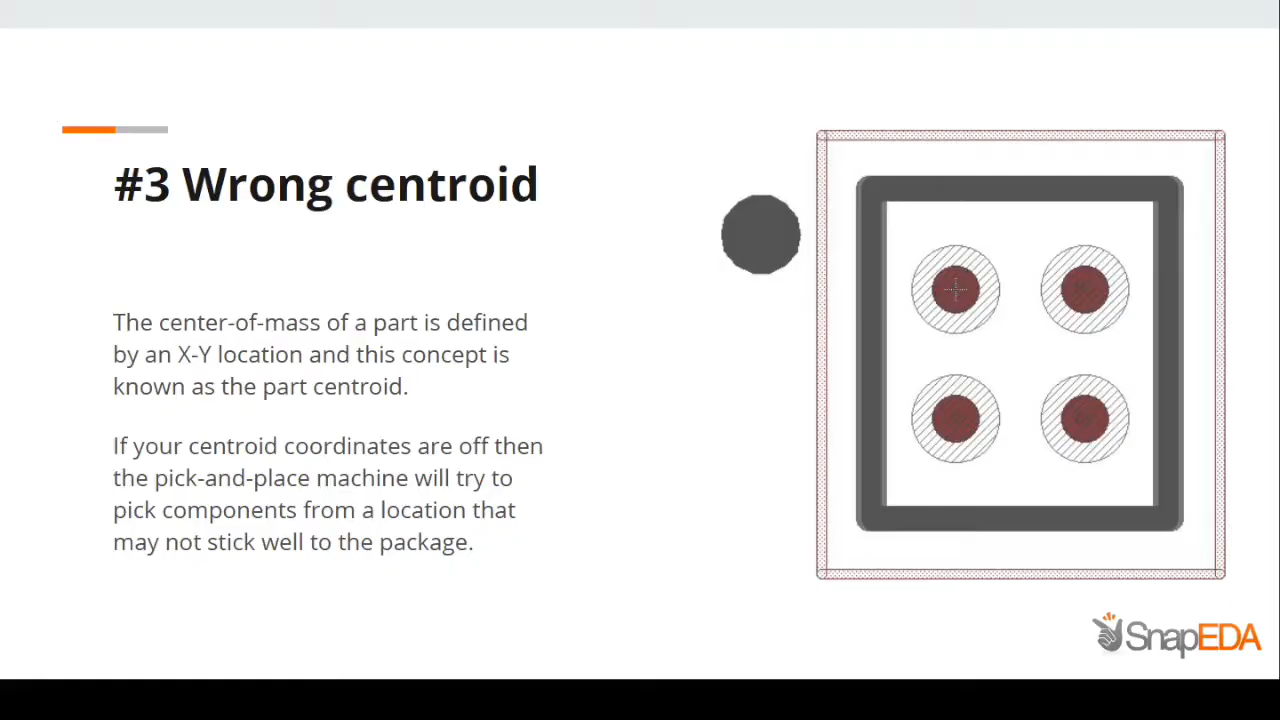 #3 Wrong centroid
The center-of-mass of a part is defined
by an X-Y location and this concept is
known as the part centroid.
If your centroid coordinates are off then
the pick-and-place machine will try to
pick components from a location that
may not stick well to the package.
SnapEDA